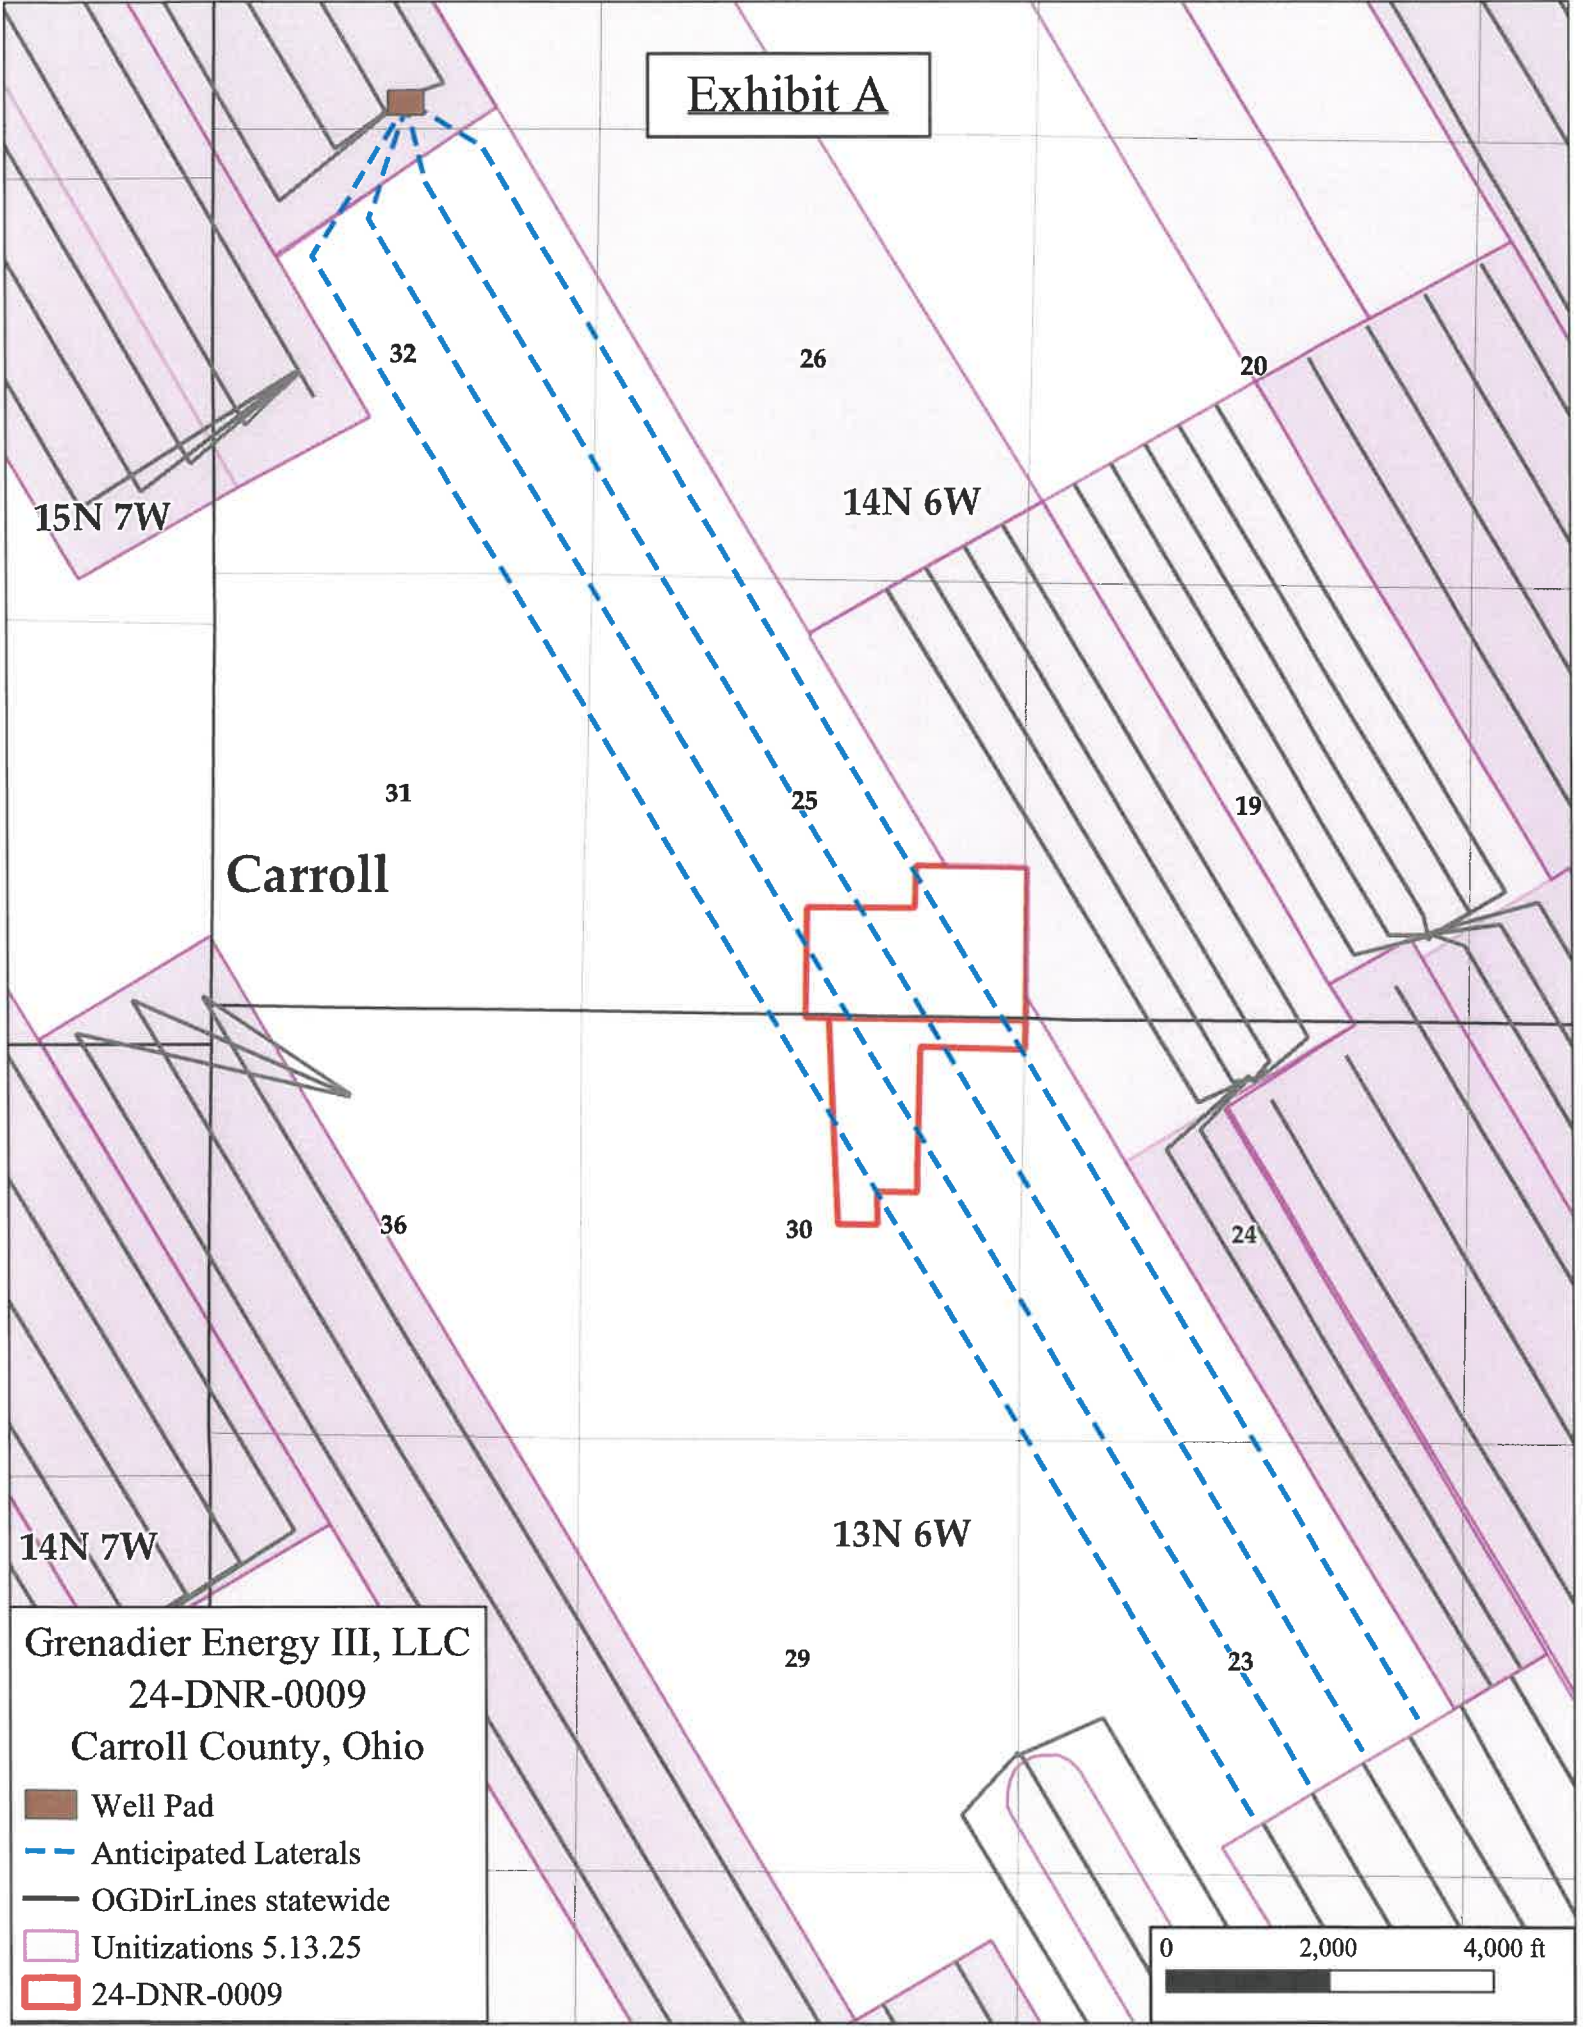 Exhibit A
32
26
20
15N 7W
14N 6W
31
25
19
Carroll
36
30
24
14N 7W
13N 6W
29
23
Grenadier Energy III, LLC
24-DNR-0009
Carroll County, Ohio
Well Pad
Anticipated Laterals
OGDirLines statewide
Unitizations 5.13.25
24-DNR-0009
0 2,000 4,000 ft